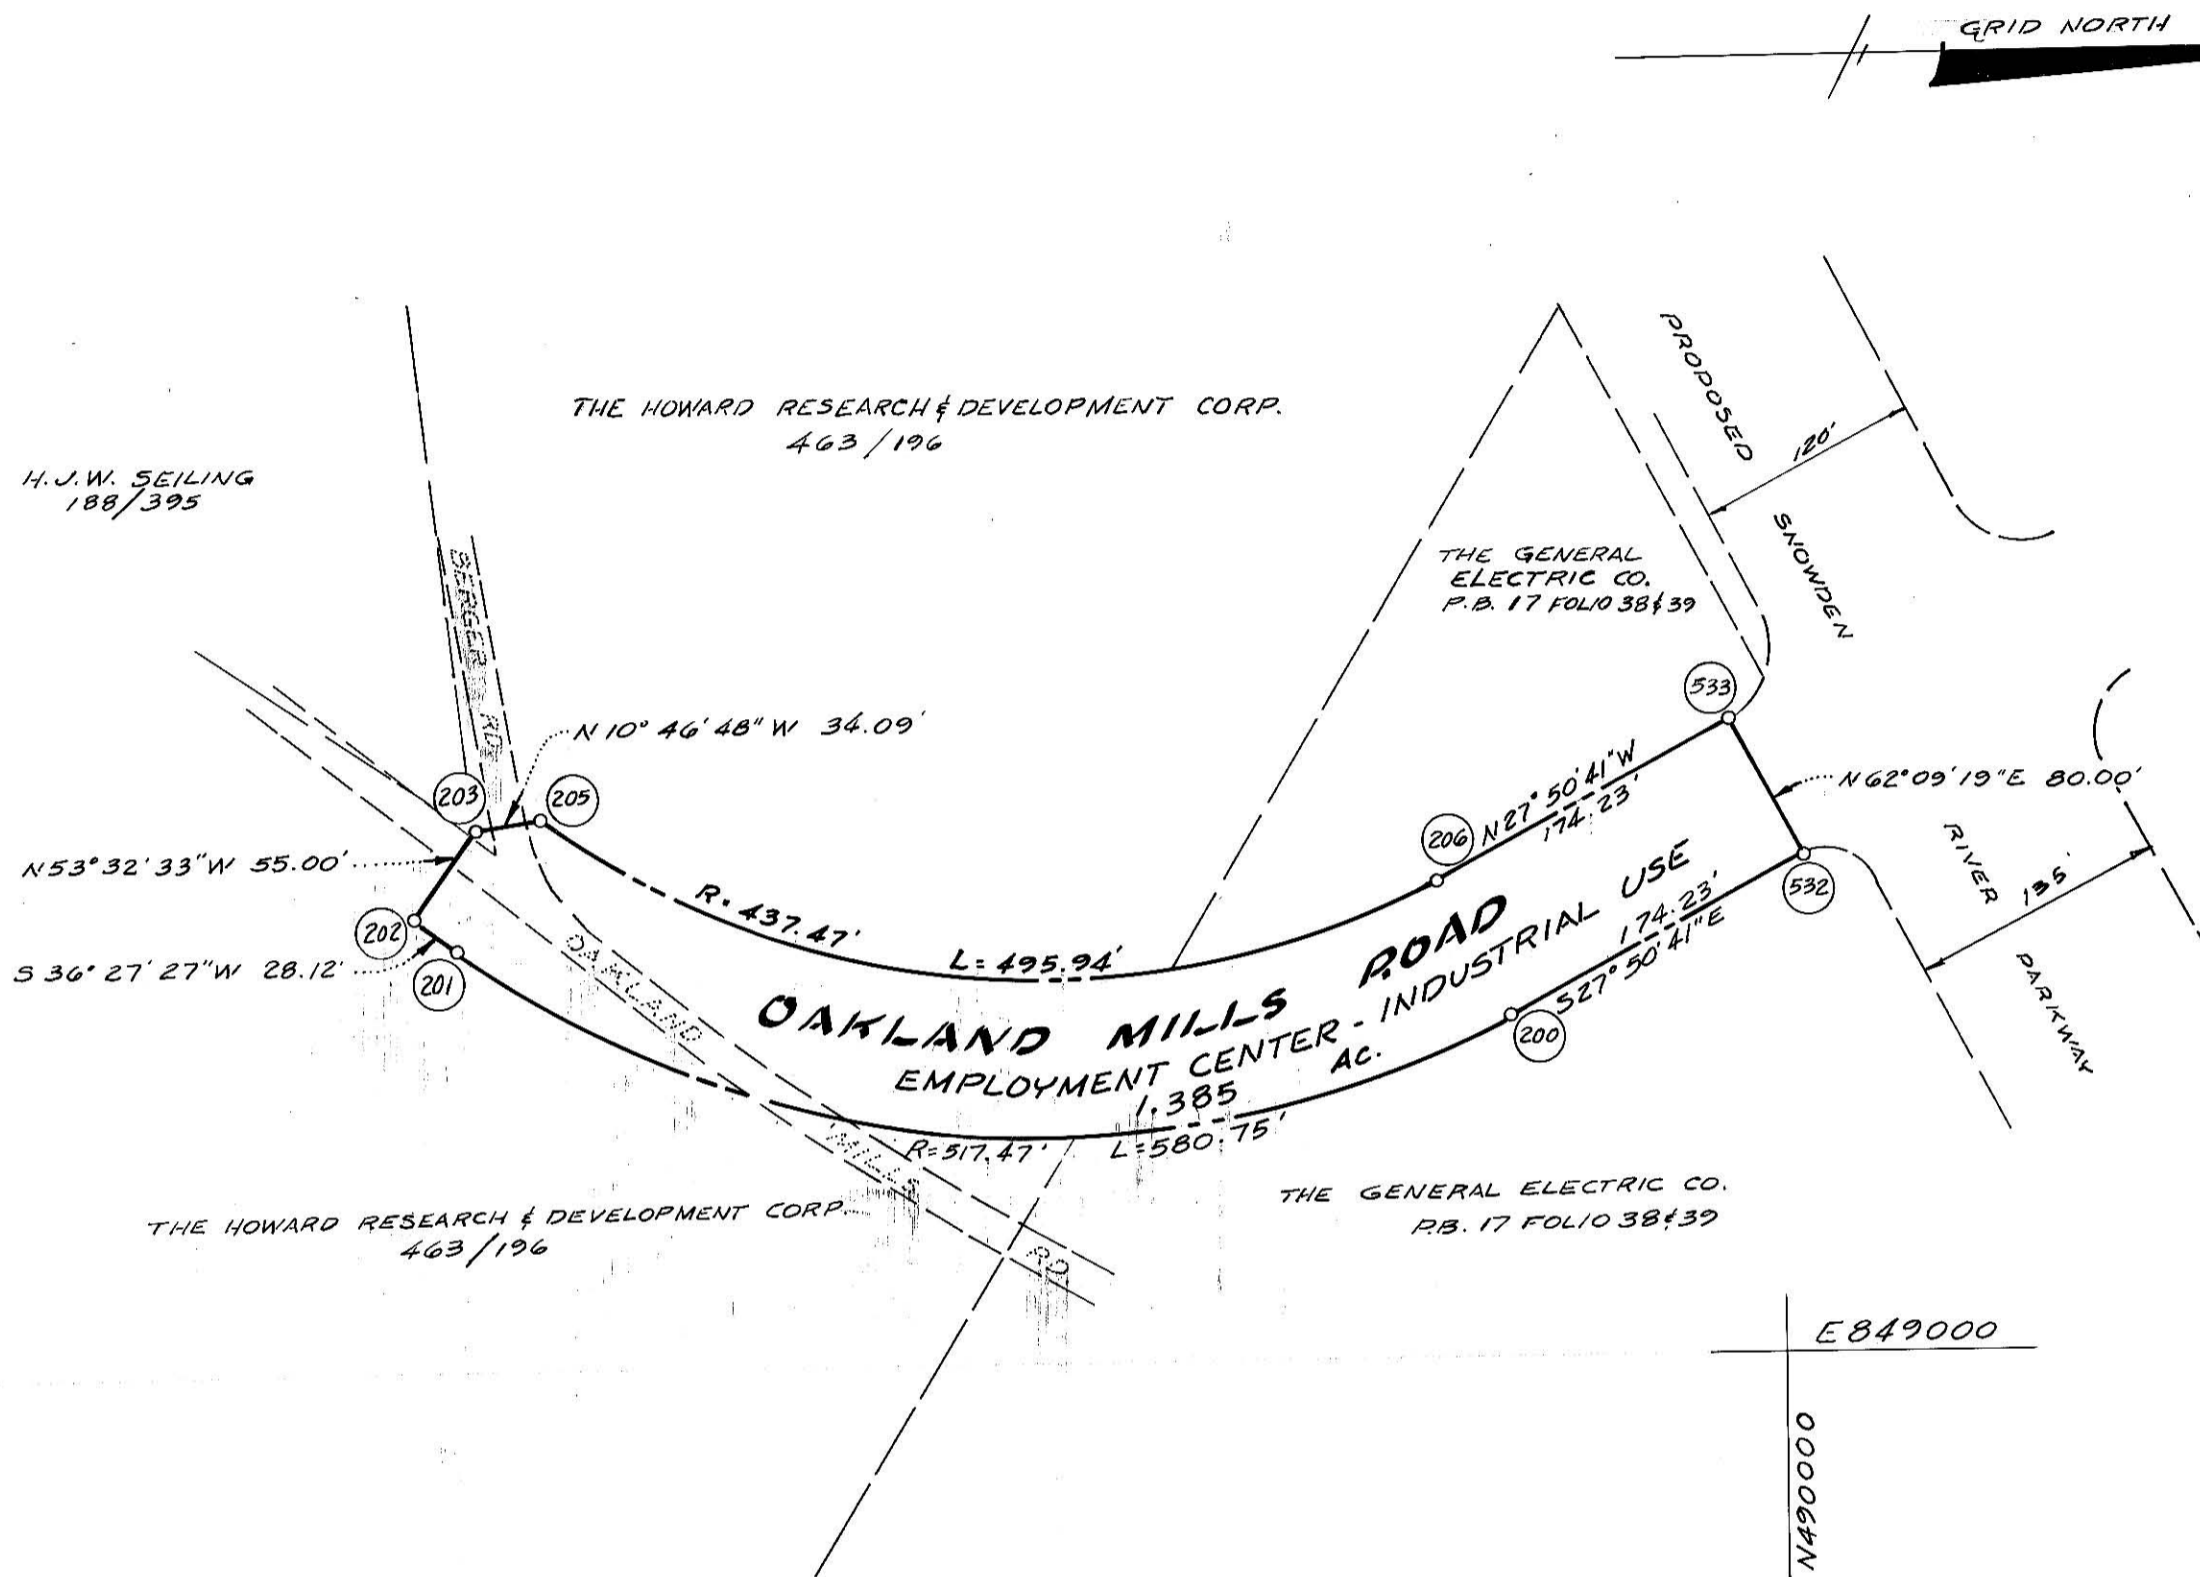 GRID NORTH
THE HOWARD RESEARCH & DEVELOPMENT CORP.
463/196
H.J.W. SEILING
188/395
BERGER RD.
THE GENERAL
ELECTRIC CO.
P.B. 17 FOLIO 38&39
PROPOSED
120'
SNOWDEN
RIVER
135'
PARKWAY
533
N 10° 46' 48" W 34.09'
203
205
N53°32'33"W 55.00'
202
S 36° 27' 27"W 28.12'
201
R=437.47'
L=495.94'
206
N27°50'41"W
174.23'
N62°09'19"E 80.00'
532
174.23'
S27°50'41"E
200
OAKLAND MILLS ROAD
EMPLOYMENT CENTER - INDUSTRIAL USE
1.385 AC.
R=517.47'
L=580.75'
OAKLAND
MILLS
RD
THE HOWARD RESEARCH & DEVELOPMENT CORP.
463/196
THE GENERAL ELECTRIC CO.
P.B. 17 FOLIO 38&39
E849000
N490000